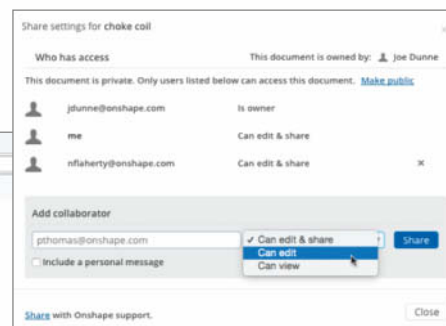 Share settings for choke coil
Who has access This document is owned by: Joe Dunne
This document is private. Only users listed below can access this document. Make public
jdunne@onshape.com Is owner
me Can edit & share
nflaherty@onshape.com Can edit & share ×
Add collaborator
pthomas@onshape.com ✓ Can edit & share Share
Can edit
Include a personal message
Can view
Share with Onshape support. Close